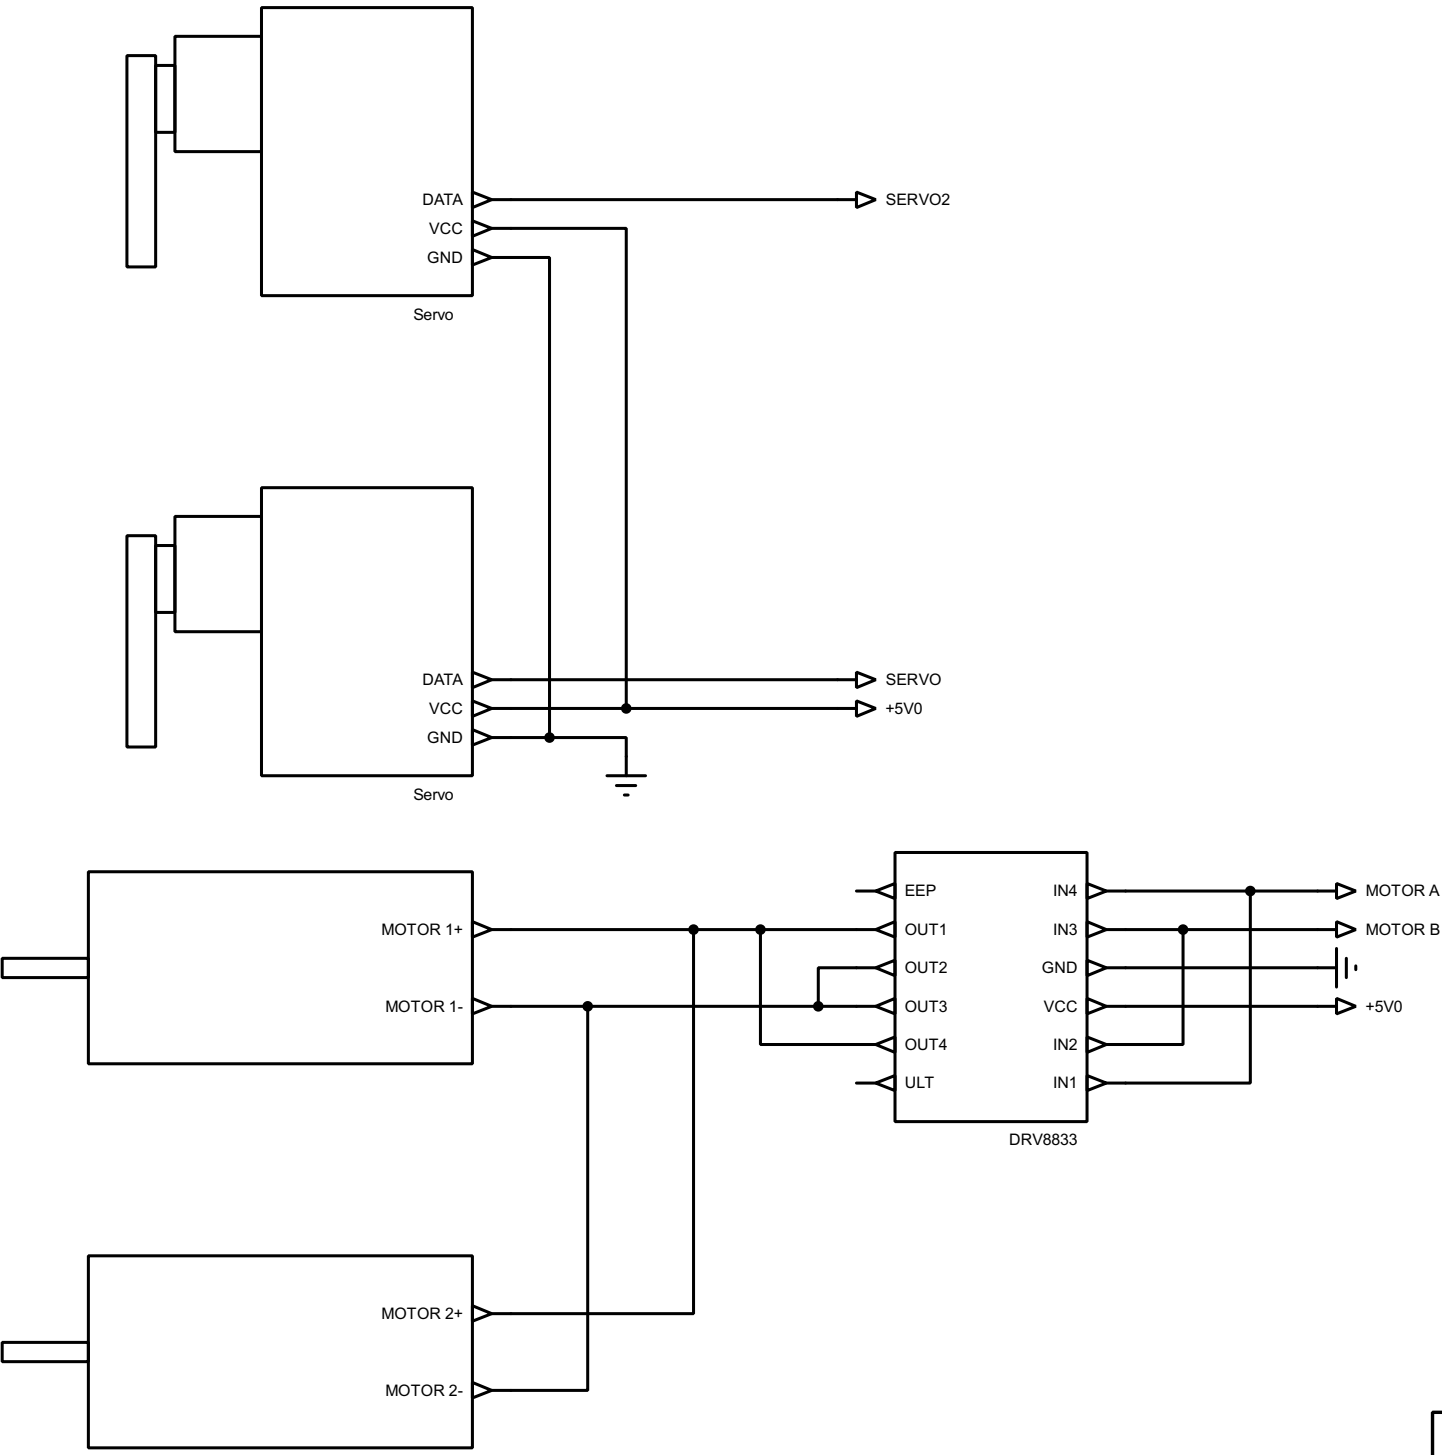 DATA
SERVO2
VCC
GND
Servo
DATA
SERVO
VCC
+5V0
GND
Servo
MOTOR 1+
MOTOR 1-
EEP
OUT1
OUT2
OUT3
OUT4
ULT
IN4
IN3
GND
VCC
IN2
IN1
DRV8833
MOTOR A
MOTOR B
+5V0
MOTOR 2+
MOTOR 2-